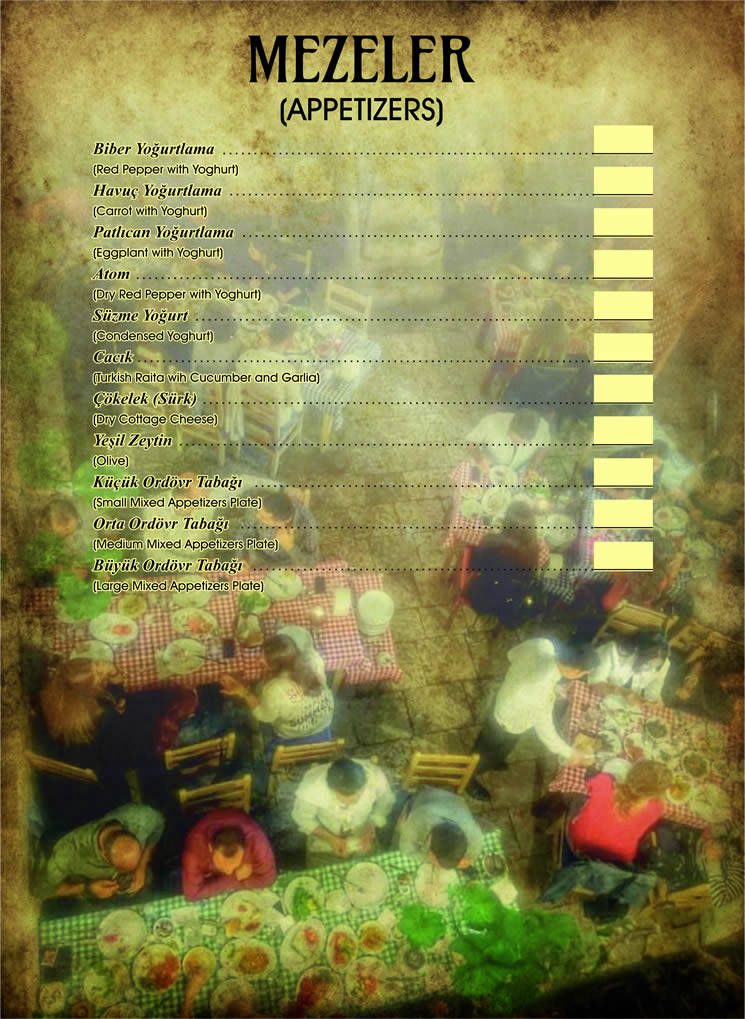 MEZELER
(APPETIZERS)
Biber Yoğurtlama
(Red Pepper with Yoghurt)
Havuç Yoğurtlama
(Carrot with Yoghurt)
Patlıcan Yoğurtlama
(Eggplant with Yoghurt)
Atom
(Dry Red Pepper with Yoghurt)
Süzme Yoğurt
(Condensed Yoghurt)
Cacık
(Turkish Raita wih Cucumber and Garlia)
Çökelek (Sürk)
(Dry Cottage Cheese)
Yeşil Zeytin
(Olive)
Küçük Ordövr Tabağı
(Small Mixed Appetizers Plate)
Orta Ordövr Tabağı
(Medium Mixed Appetizers Plate)
Büyük Ordövr Tabağı
(Large Mixed Appetizers Plate)